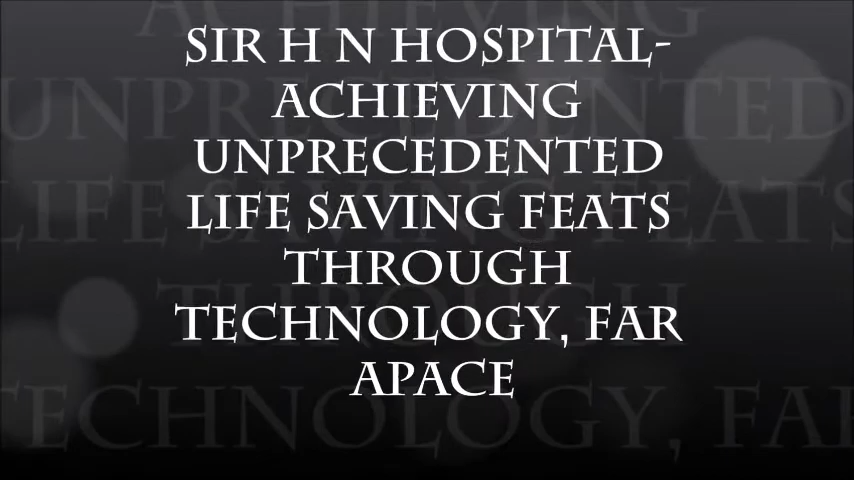 SIR H N HOSPITAL-
ACHIEVING
UNPRECEDENTED
LIFE SAVING FEATS
THROUGH
TECHNOLOGY, FAR
APACE